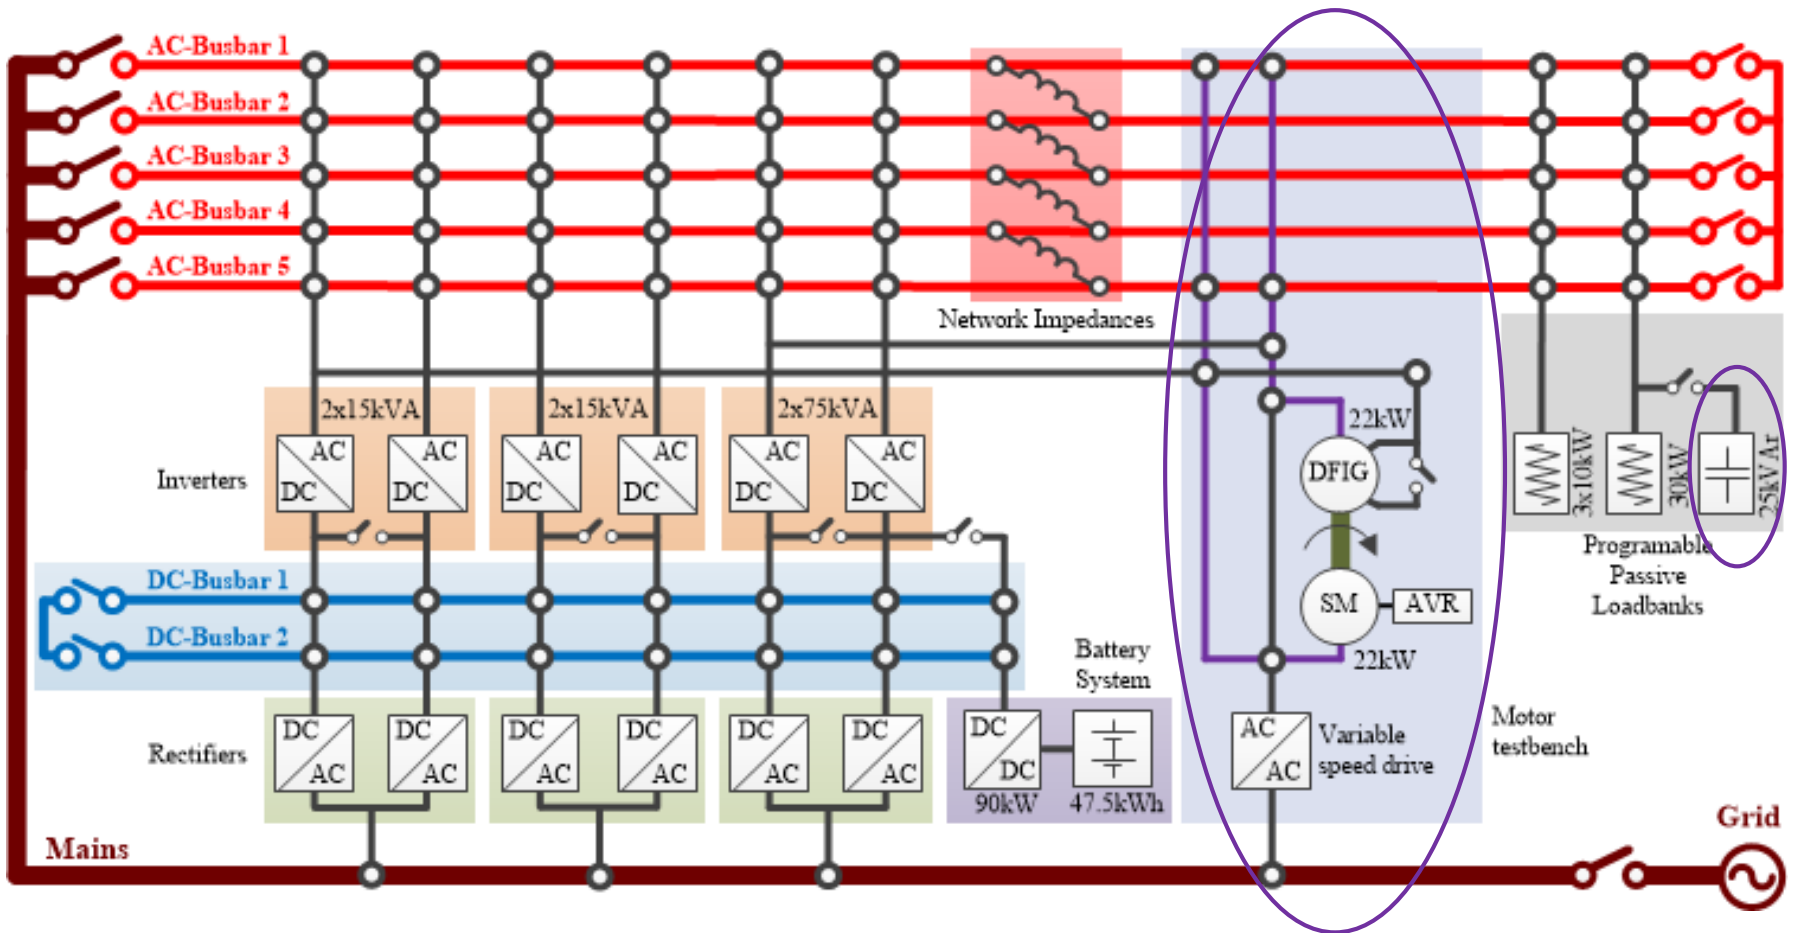 AC-Busbar 1
AC-Busbar 2
AC-Busbar 3
AC-Busbar 4
AC-Busbar 5
Network Impedances
2x15kVA
2x15kVA
2x75kVA
22kW
Inverters
AC
DC
AC
DC
AC
DC
AC
DC
AC
DC
AC
DC
DFIG
3x10kW
30kW
25kVAr
Programable
Passive
Loadbanks
DC-Busbar 1
DC-Busbar 2
SM
AVR
22kW
Battery
System
Rectifiers
DC
AC
DC
AC
DC
AC
DC
AC
DC
AC
DC
AC
DC
DC
90kW
47.5kWh
AC
AC
Variable
speed drive
Motor
testbench
Mains
Grid